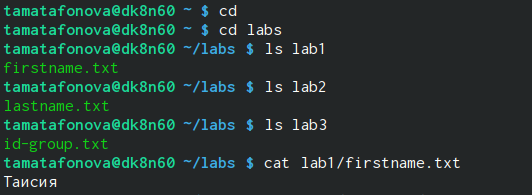 tamatafonova@dk8n60 ~ $ cd
tamatafonova@dk8n60 ~ $ cd labs
tamatafonova@dk8n60 ~/labs $ ls lab1
firstname.txt
tamatafonova@dk8n60 ~/labs $ ls lab2
lastname.txt
tamatafonova@dk8n60 ~/labs $ ls lab3
id-group.txt
tamatafonova@dk8n60 ~/labs $ cat lab1/firstname.txt
Таисия